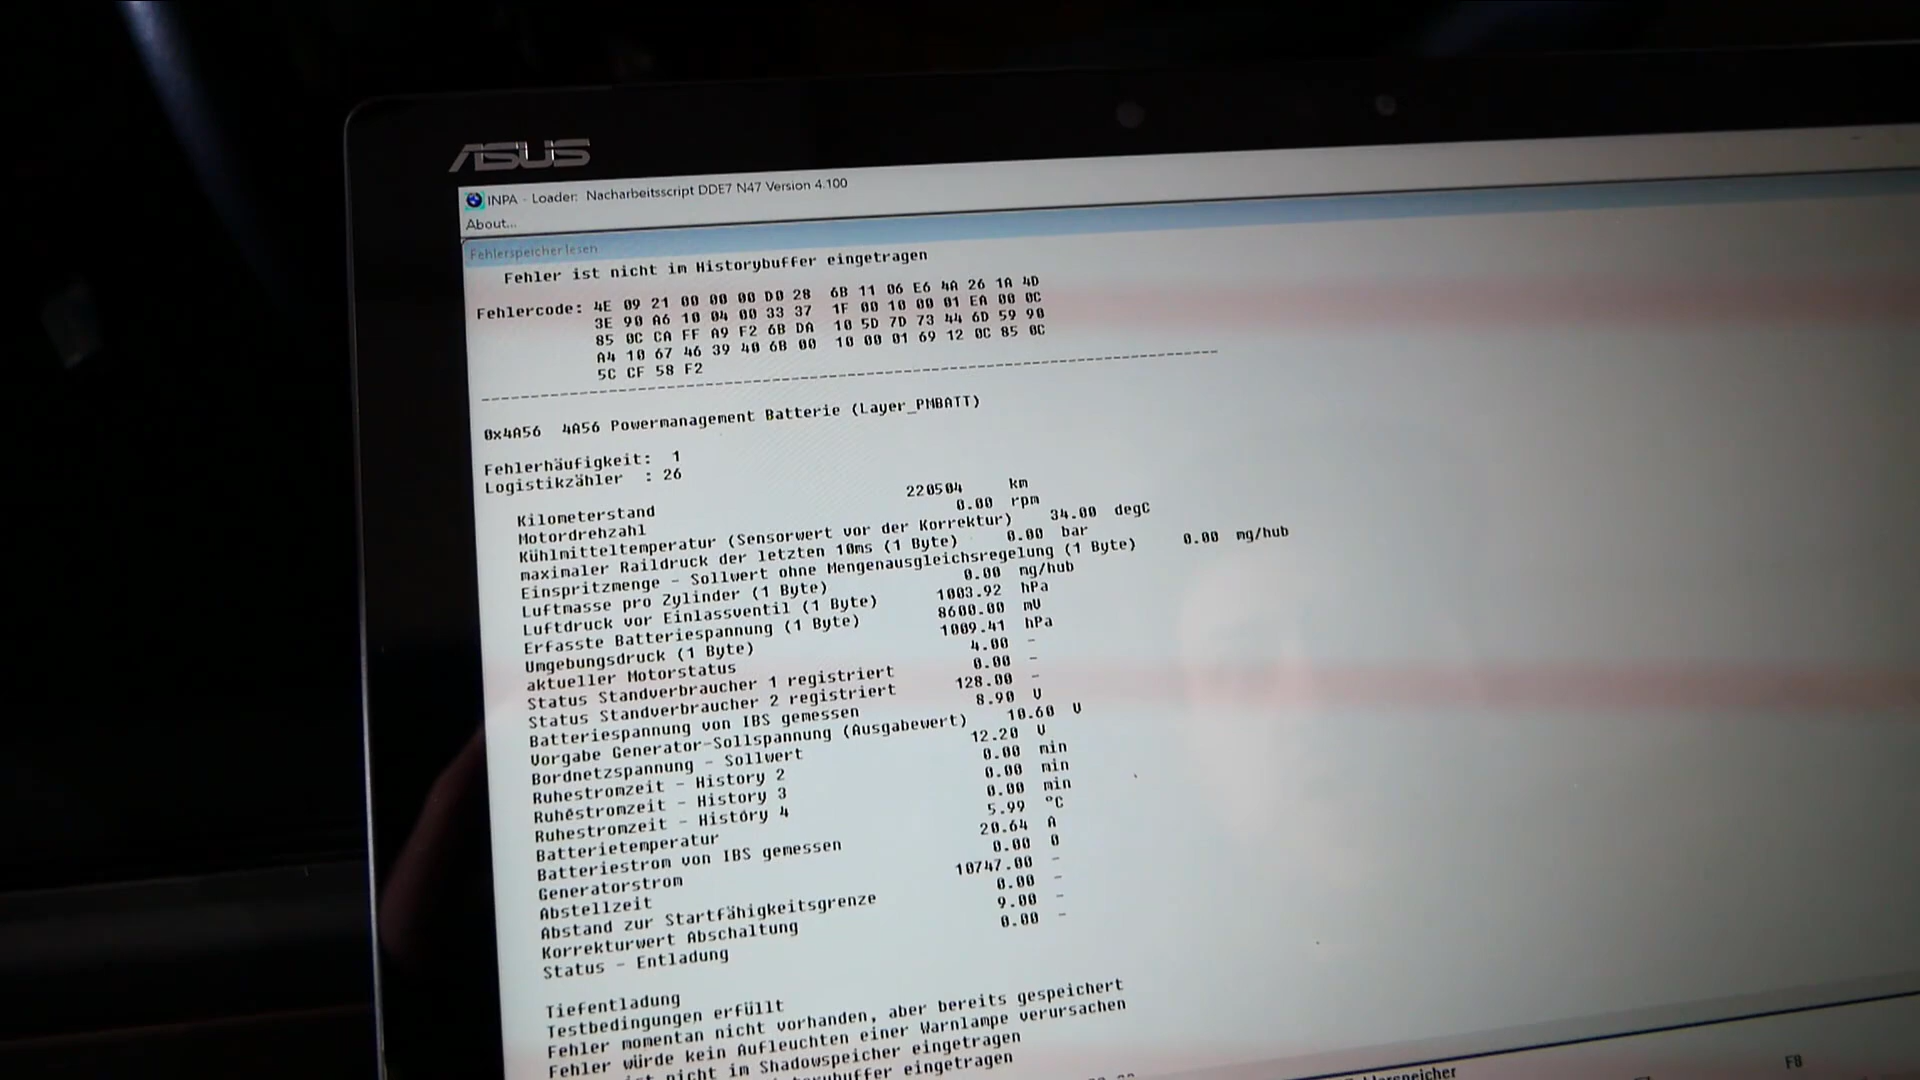 ASUS
INPA - Loader: Nacharbeitsscript DDE7 N47 Version 4.100
About...
Fehlerspeicher lesen
Fehler ist nicht im Historybuffer eingetragen
Fehlercode: 4E 09 21 00 00 00 D0 28 6B 11 06 E6 4A 26 1A 4D
3E 90 A6 10 04 00 33 37 1F 00 10 00 01 EA 00 0C
85 0C CA FF A9 F2 6B DA 10 5D 7D 73 44 6D 59 90
A4 10 67 46 39 40 6B 00 10 00 01 69 12 0C 85 0C
5C CF 58 F2
--------------------------------------------------------------------------------
0x4A56 4A56 Powermanagement Batterie (Layer_PMBATT)
Fehlerhäufigkeit: 1
Logistikzähler : 26
Kilometerstand 220504 km
Motordrehzahl 0.00 rpm
Kühlmitteltemperatur (Sensorwert vor der Korrektur) 34.00 degC
maximaler Raildruck der letzten 10ms (1 Byte) 0.00 bar
Einspritzmenge - Sollwert ohne Mengenausgleichsregelung (1 Byte) 0.00 mg/hub
Luftmasse pro Zylinder (1 Byte) 0.00 mg/hub
Luftdruck vor Einlassventil (1 Byte) 1003.92 hPa
Erfasste Batteriespannung (1 Byte) 8600.00 mV
Umgebungsdruck (1 Byte) 1009.41 hPa
aktueller Motorstatus 4.00 -
Status Standverbraucher 1 registriert 0.00 -
Status Standverbraucher 2 registriert 128.00 -
Batteriespannung von IBS gemessen 8.90 V
Vorgabe Generator-Sollspannung (Ausgabewert) 10.60 V
Bordnetzspannung - Sollwert 12.20 V
Ruhestromzeit - History 2 0.00 min
Ruhestromzeit - History 3 0.00 min
Ruhestromzeit - History 4 0.00 min
Batterietemperatur 5.99 °C
Batteriestrom von IBS gemessen 20.64 A
Generatorstrom 0.00 0
Abstellzeit 10747.00 -
Abstand zur Startfähigkeitsgrenze 0.00 -
Korrekturwert Abschaltung 9.00 -
Status - Entladung 0.00 -
Tiefentladung
Testbedingungen erfüllt
Fehler momentan nicht vorhanden, aber bereits gespeichert
Fehler würde kein Aufleuchten einer Warnlampe verursachen
nicht im Shadowspeicher eingetragen
eingetragen
F8